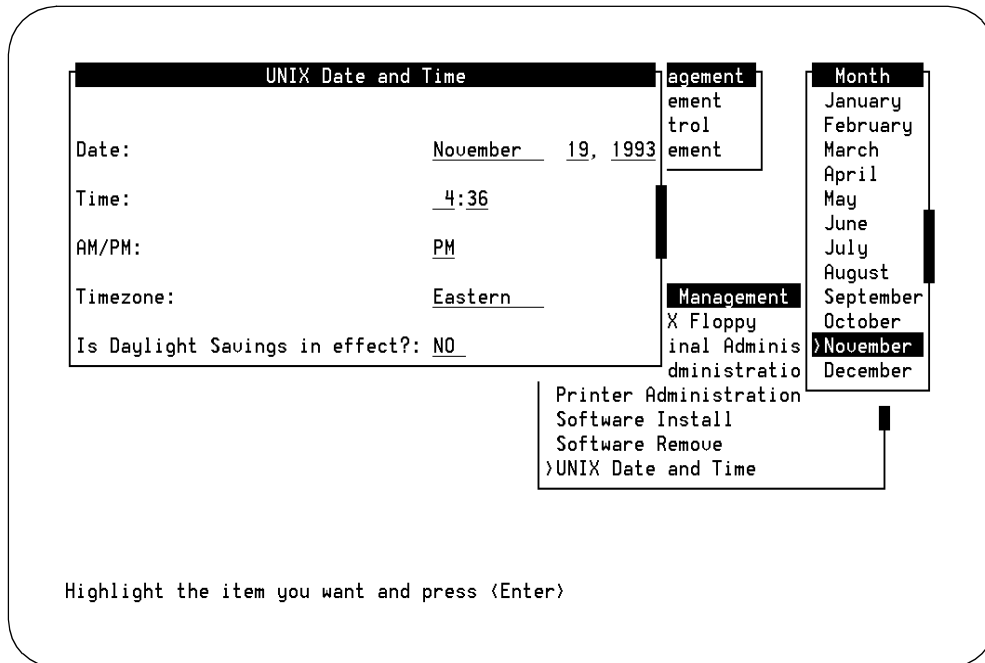 UNIX Date and Time
Date: November 19, 1993
Time: 4:36
AM/PM: PM
Timezone: Eastern
Is Daylight Savings in effect?: NO
agement
ement
trol
ement
Management
X Floppy
inal Adminis
dministratio
Printer Administration
Software Install
Software Remove
>UNIX Date and Time
Month
January
February
March
April
May
June
July
August
September
October
>November
December
Highlight the item you want and press <Enter>